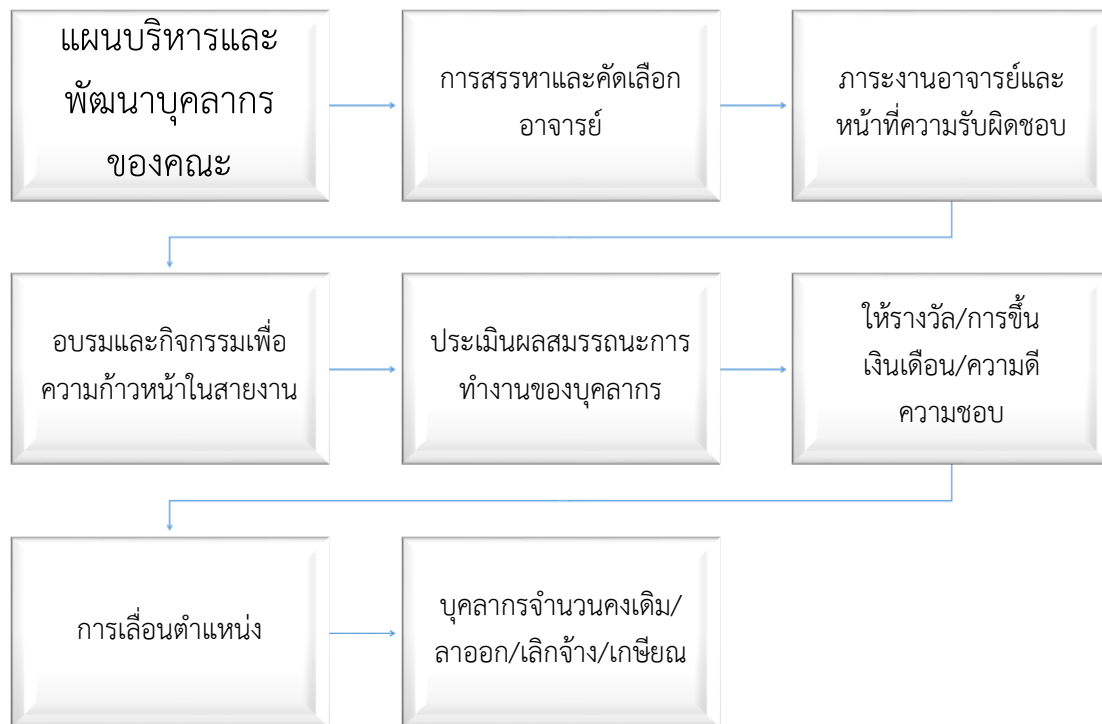 แผนบริหารและ
พัฒนาบุคลากร
ของคณะ
การสรรหาและคัดเลือก
อาจารย์
ภาระงานอาจารย์และ
หน้าที่ความรับผิดชอบ
อบรมและกิจกรรมเพื่อ
ความก้าวหน้าในสายงาน
ประเมินผลสมรรถนะการ
ทำงานของบุคลากร
ให้รางวัล/การขึ้น
เงินเดือน/ความดี
ความชอบ
การเลื่อนตำแหน่ง
บุคลากรจำนวนคงเดิม/
ลาออก/เลิกจ้าง/เกษียณ